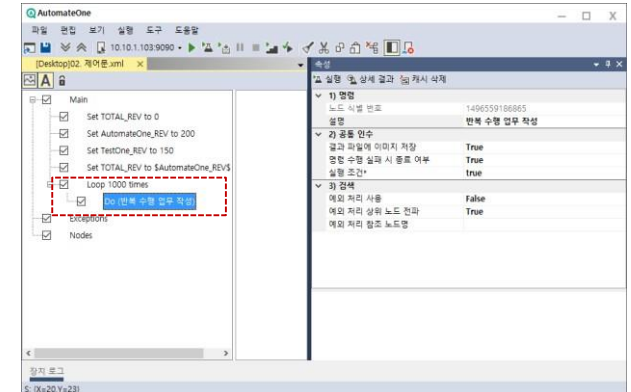 AutomateOne
파일 편집 보기 실행 도구 도움말
10.10.1.103:9090
[Desktop]02. 제어문.xml
속성
A
실행 상세 결과 캐시 삭제
Main
Set TOTAL_REV to 0
Set AutomateOne_REV to 200
Set TestOne_REV to 150
Set TOTAL_REV to $AutomateOne_REV$
Loop 1000 times
Do (반복 수행 업무 작성)
Exceptions
Nodes
1) 명령
노드 식별 번호 1496559186865
설명 반복 수행 업무 작성
2) 공통 인수
결과 파일에 이미지 저장 True
명령 수행 실패 시 종료 여부 True
실행 조건* true
3) 검색
예외 처리 사용 False
예외 처리 상위 노드 전파 True
예외 처리 참조 노드명
장치 로그
S: (X=20,Y=23)